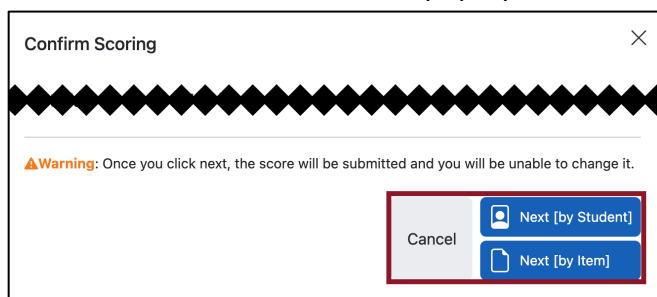 Confirm Scoring
Warning: Once you click next, the score will be submitted and you will be unable to change it.
Cancel
Next [by Student]
Next [by Item]